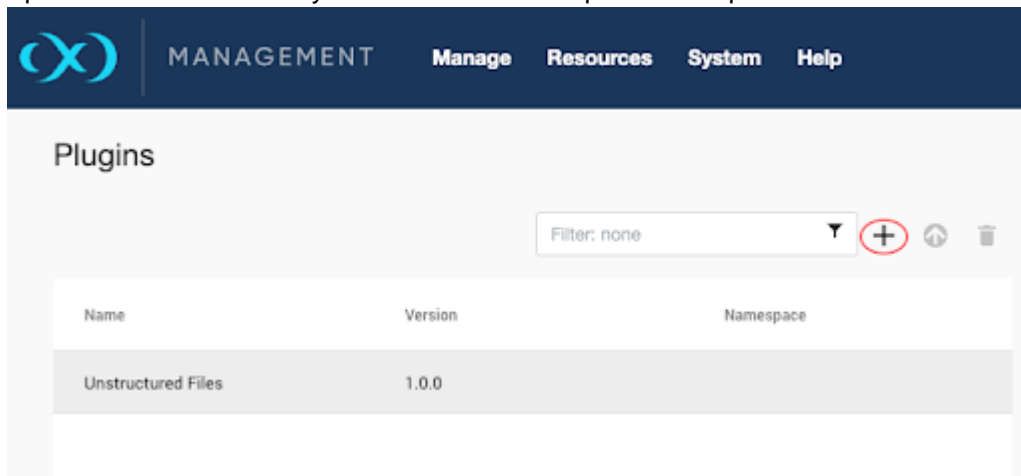 MANAGEMENT Manage Resources System Help
Plugins
Filter: none
Name Version Namespace
Unstructured Files 1.0.0